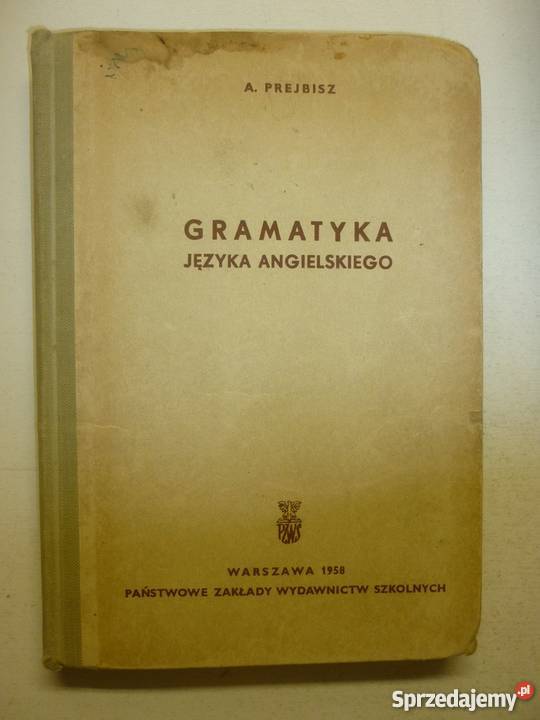 A. PREJBISZ
GRAMATYKA
JĘZYKA ANGIELSKIEGO
PZWS
WARSZAWA 1958
PAŃSTWOWE ZAKŁADY WYDAWNICTW SZKOLNYCH
Sprzedajemy.pl